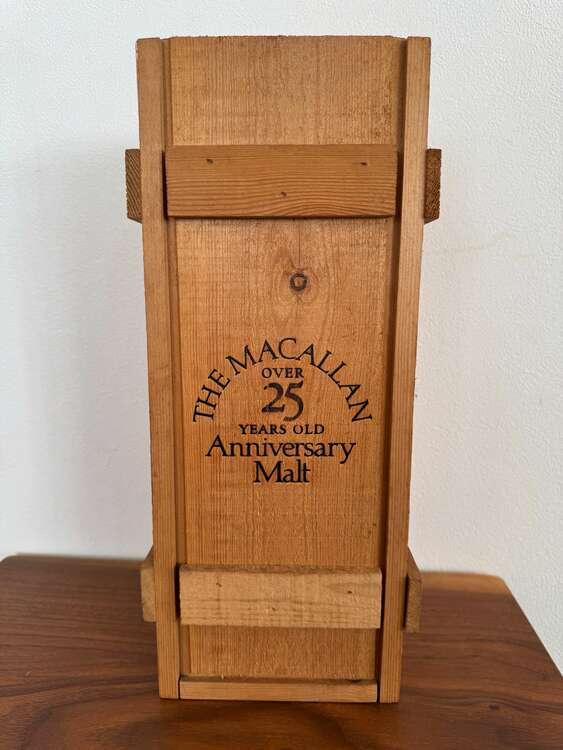 THE MACALLAN
OVER
25
YEARS OLD
Anniversary
Malt